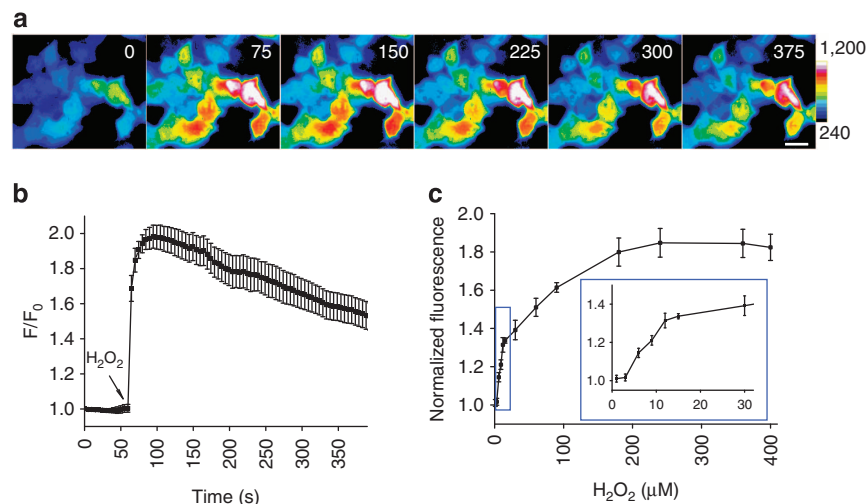 a
0 75 150 225 300 375
1,200
240
b
F/F0
2.0
1.8
1.6
1.4
1.2
1.0
H2O2
0 50 100 150 200 250 300 350
Time (s)
c
Normalized fluorescence
2.0
1.8
1.6
1.4
1.2
1.0
1.4
1.2
1.0
0 10 20 30
0 100 200 300 400
H2O2 (μM)